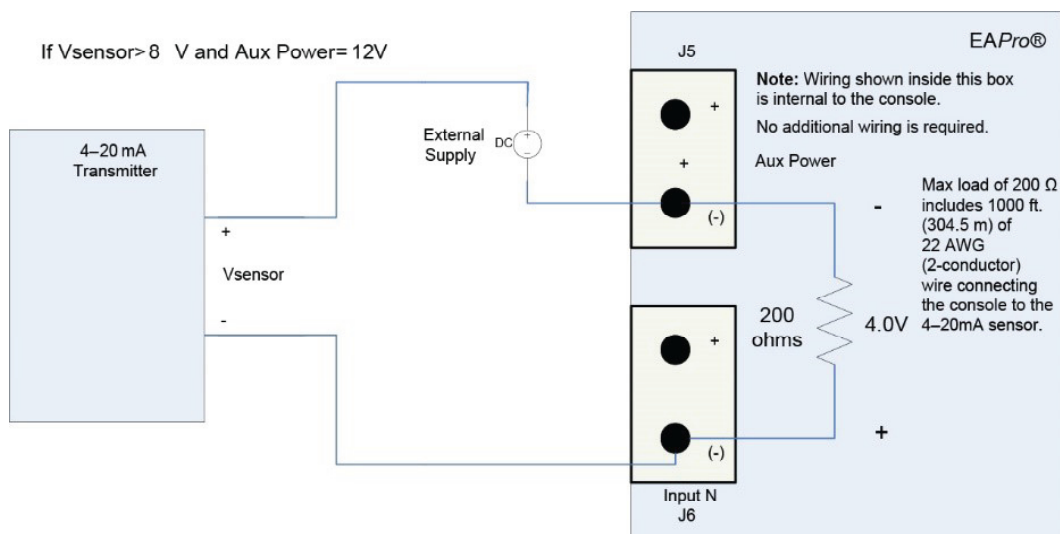 If Vsensor>8 V and Aux Power= 12V
EAPro®
J5
Note: Wiring shown inside this box
is internal to the console.
No additional wiring is required.
+
+
Aux Power
(-)
External
Supply
DC
+
–
4–20 mA
Transmitter
+
Vsensor
-
-
Max load of 200 Ω
includes 1000 ft.
(304.5 m) of
22 AWG
(2-conductor)
wire connecting
the console to the
4–20mA sensor.
200
ohms
4.0V
+
+
(-)
Input N
J6